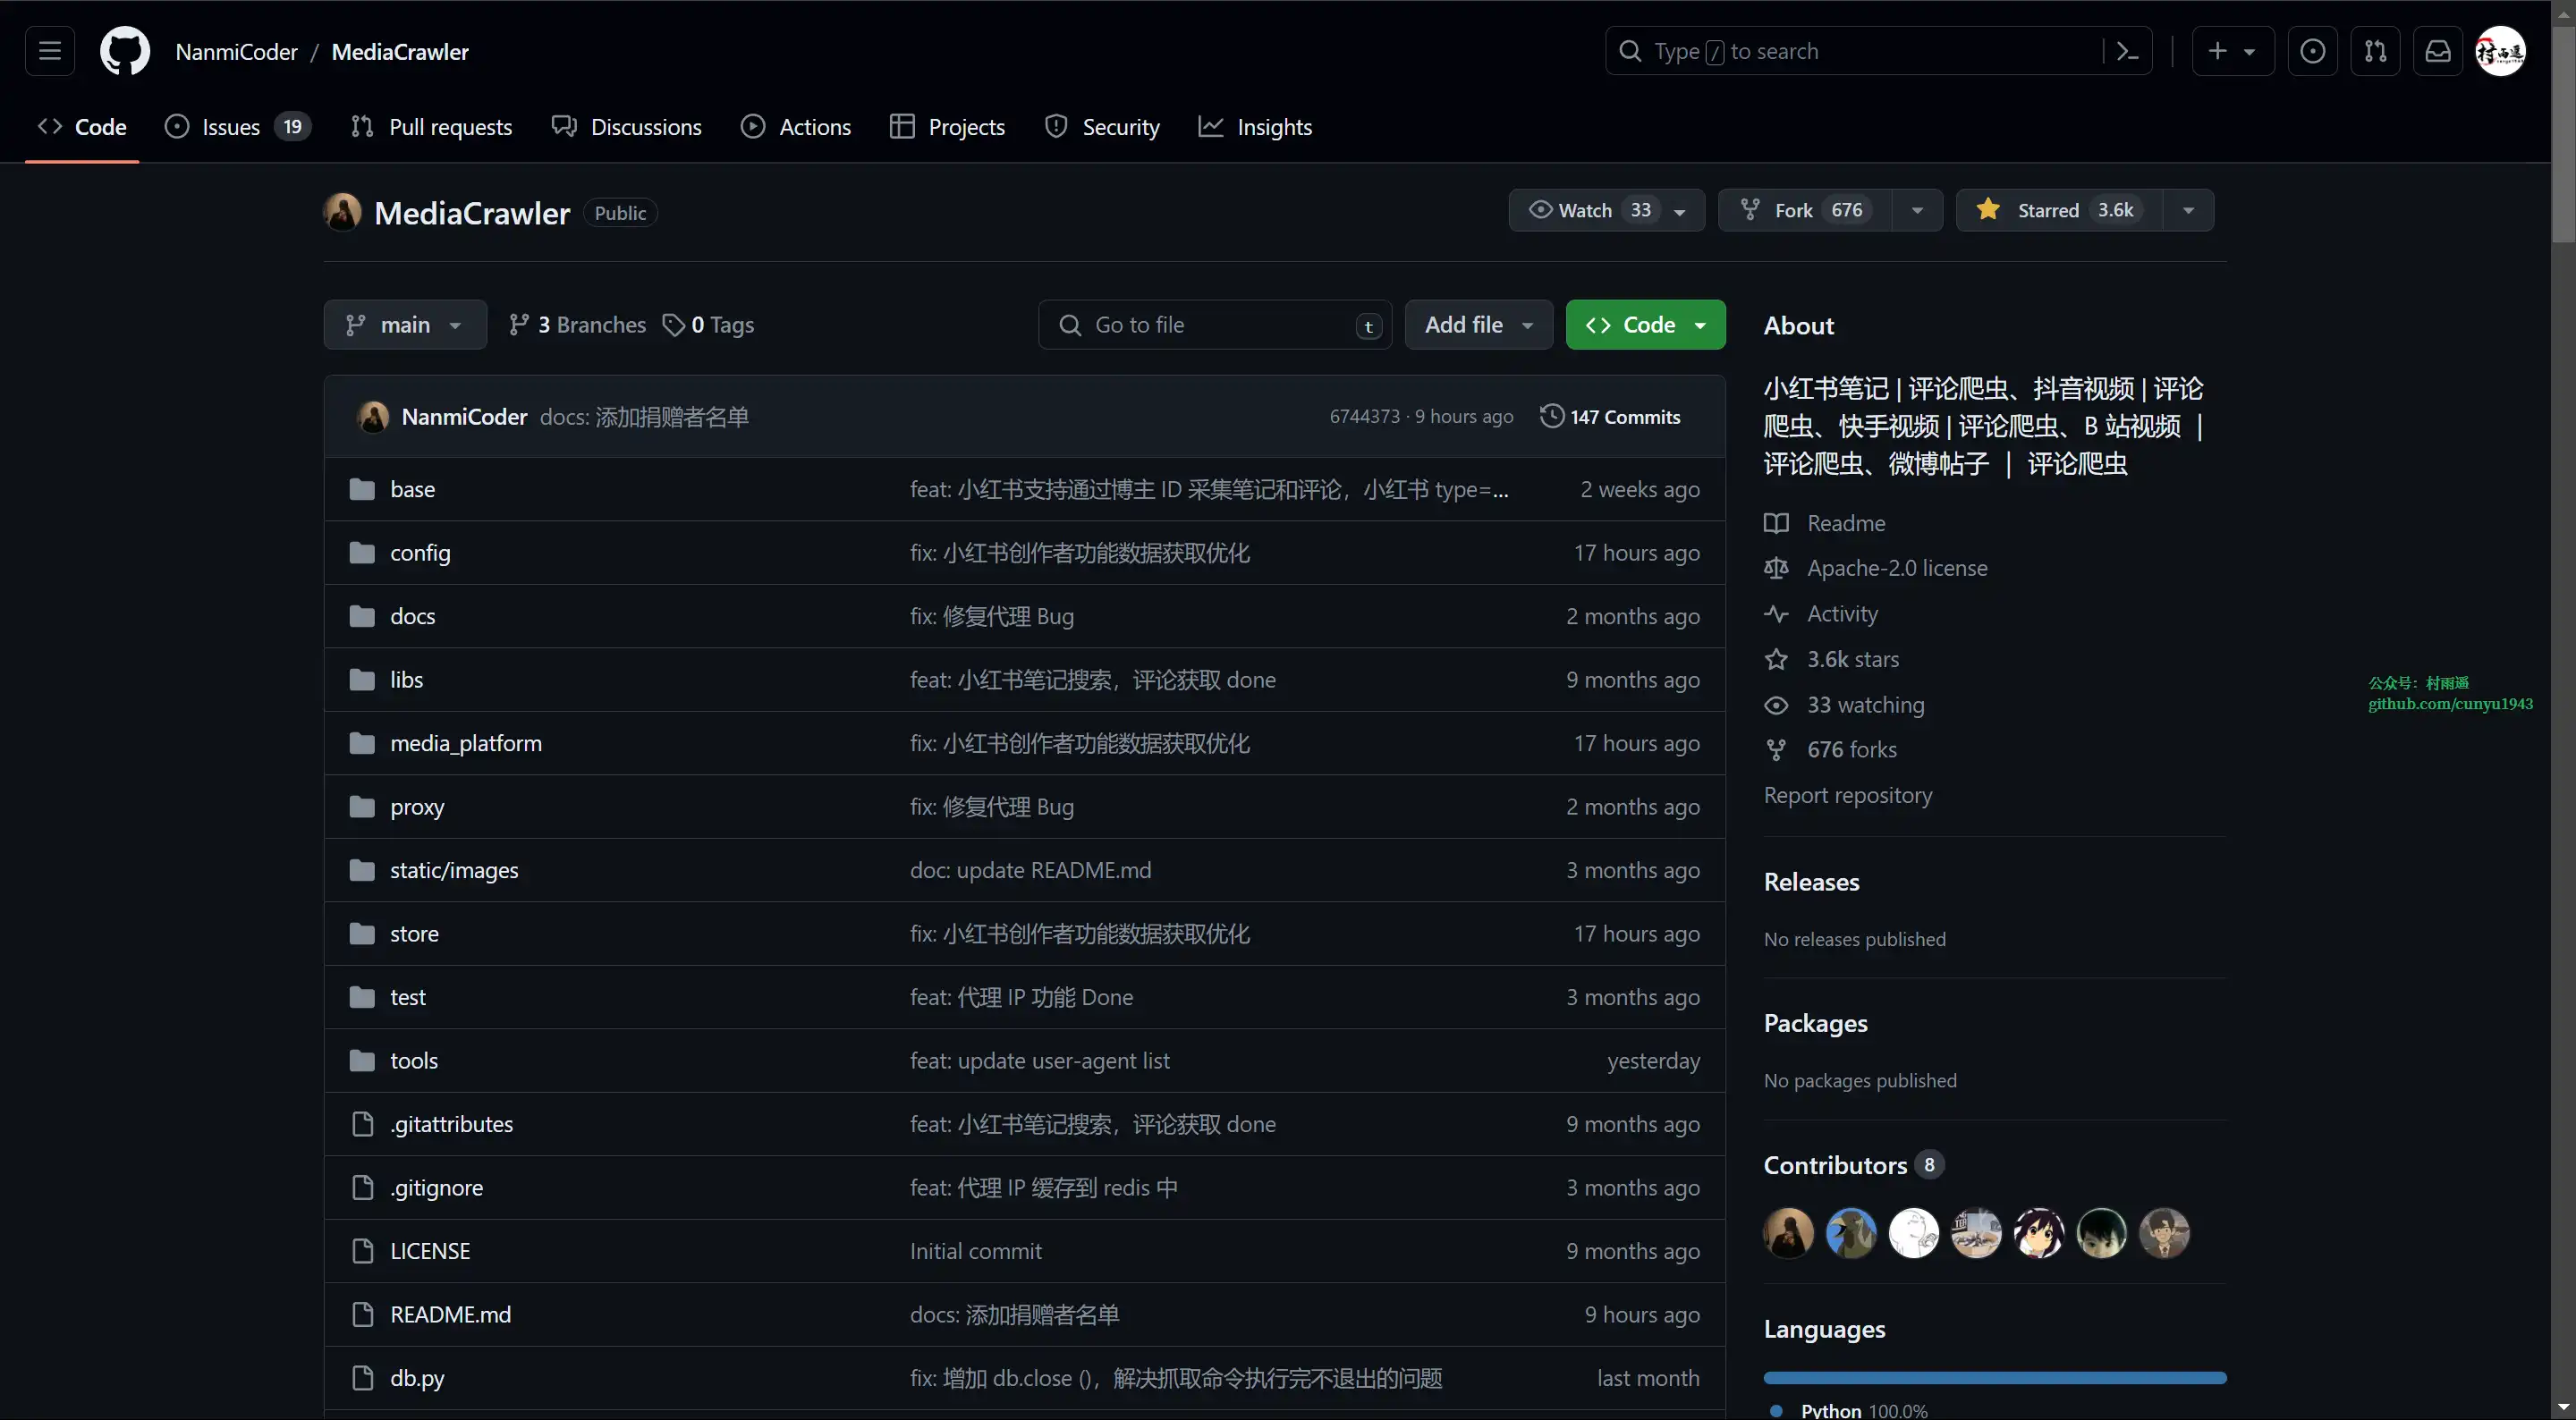 NanmiCoder / MediaCrawler
Type / to search
Code
Issues 19
Pull requests
Discussions
Actions
Projects
Security
Insights
MediaCrawler Public
Watch 33
Fork 676
Starred 3.6k
main
3 Branches
0 Tags
Go to file t
Add file
Code
NanmiCoder docs: 添加捐赠者名单 6744373 · 9 hours ago 147 Commits
base feat: 小红书支持通过博主 ID 采集笔记和评论，小红书 type=... 2 weeks ago
config fix: 小红书创作者功能数据获取优化 17 hours ago
docs fix: 修复代理 Bug 2 months ago
libs feat: 小红书笔记搜索，评论获取 done 9 months ago
media_platform fix: 小红书创作者功能数据获取优化 17 hours ago
proxy fix: 修复代理 Bug 2 months ago
static/images doc: update README.md 3 months ago
store fix: 小红书创作者功能数据获取优化 17 hours ago
test feat: 代理 IP 功能 Done 3 months ago
tools feat: update user-agent list yesterday
.gitattributes feat: 小红书笔记搜索，评论获取 done 9 months ago
.gitignore feat: 代理 IP 缓存到 redis 中 3 months ago
LICENSE Initial commit 9 months ago
README.md docs: 添加捐赠者名单 9 hours ago
db.py fix: 增加 db.close ()，解决抓取命令执行完不退出的问题 last month
About
小红书笔记 | 评论爬虫、抖音视频 | 评论
爬虫、快手视频 | 评论爬虫、B 站视频 ｜
评论爬虫、微博帖子 ｜ 评论爬虫
Readme
Apache-2.0 license
Activity
3.6k stars
33 watching
676 forks
Report repository
Releases
No releases published
Packages
No packages published
Contributors 8
Languages
Python 100.0%
公众号：村雨遥
github.com/cunyu1943